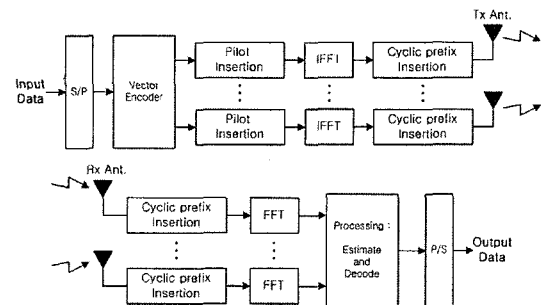 Tx Ant.
Input
Data
S/P
Vector
Encoder
Pilot
Insertion
IFFT
Cyclic prefix
Insertion
Pilot
Insertion
IFFT
Cyclic prefix
Insertion
Rx Ant.
Cyclic prefix
Insertion
FFT
Processing :
Estimate
and
Decode
P/S
Output
Data
Cyclic prefix
Insertion
FFT